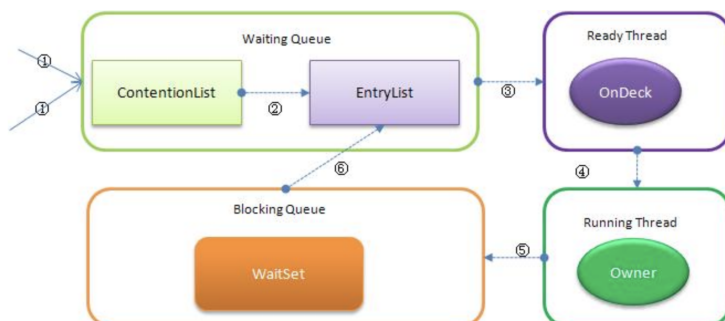 Waiting Queue
Ready Thread
①
ContentionList
EntryList
OnDeck
①
②
③
⑥
④
Blocking Queue
Running Thread
⑤
WaitSet
Owner